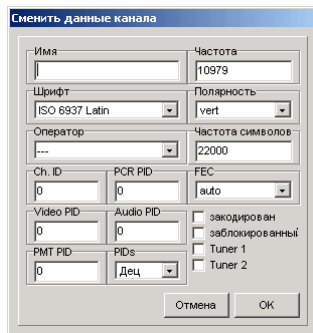 Сменить данные канала
Имя Частота
10979
Шрифт Полярность
ISO 6937 Latin vert
Оператор Частота символов
--- 22000
Ch. ID PCR PID FEC
0 0 auto
Video PID Audio PID
0 0
закодирован
заблокированный
PMT PID PIDs
0 Дец
Tuner 1
Tuner 2
Отмена OK